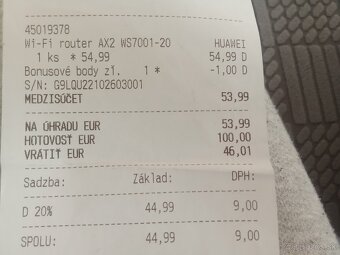 45019378
Wi-Fi router AX2 WS7001-20 HUAWEI
1 ks * 54,99 54,99 D
Bonusové body zľ. 1 * -1,00 D
S/N: G9LQU22102603001
MEDZISÚČET 53,99
NA ÚHRADU EUR 53,99
HOTOVOSŤ EUR 100,00
VRÁTIŤ EUR 46,01
Sadzba: Základ: DPH:
D 20% 44,99 9,00
SPOLU: 44,99 9,00